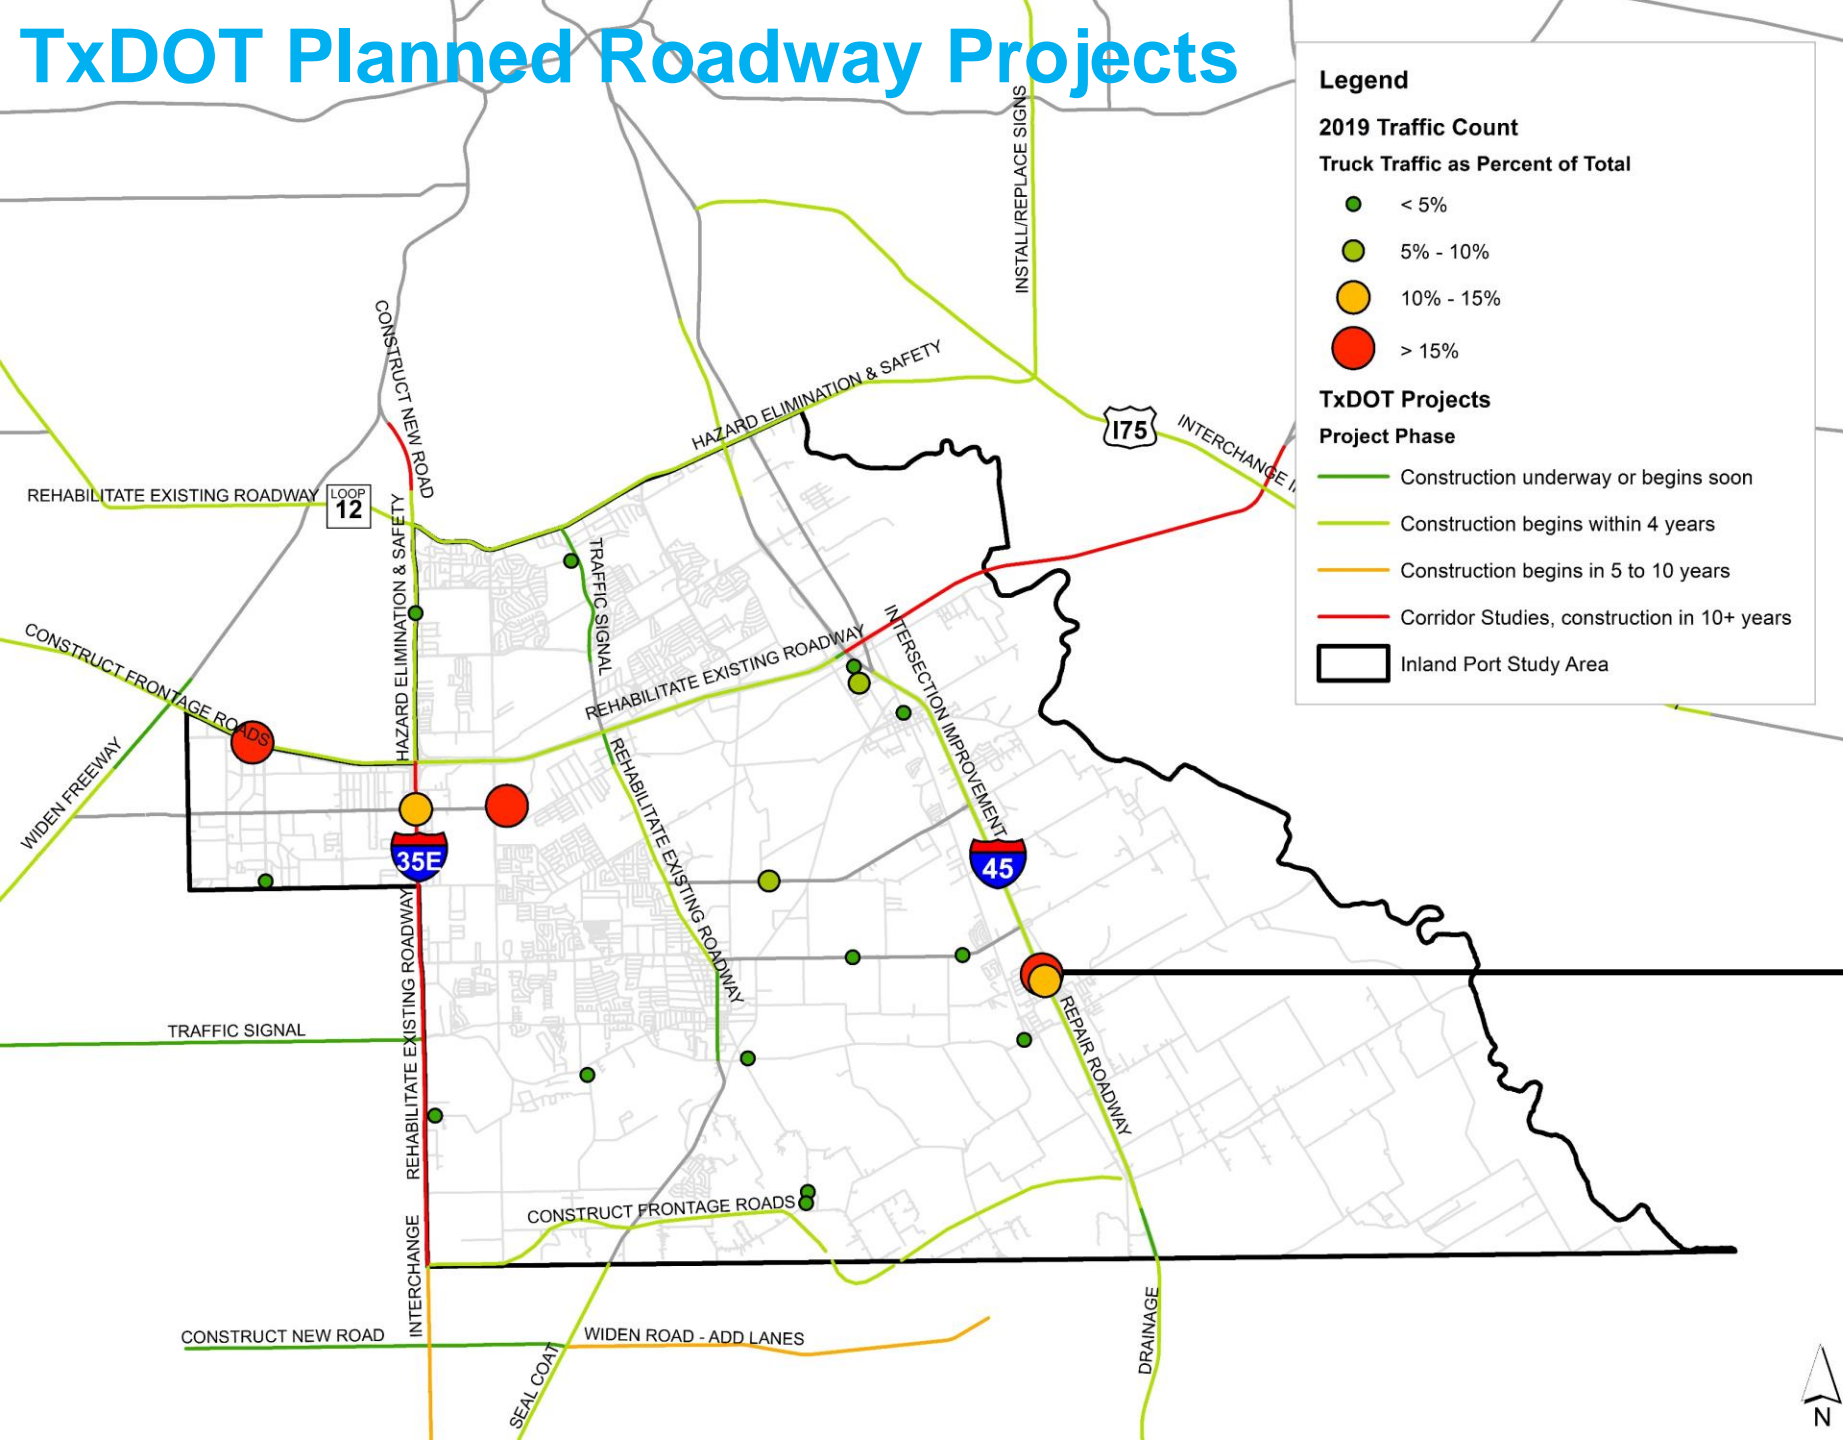 TxDOT Planned Roadway Projects
Legend
2019 Traffic Count
Truck Traffic as Percent of Total
< 5%
5% - 10%
10% - 15%
> 15%
TxDOT Projects
Project Phase
Construction underway or begins soon
Construction begins within 4 years
Construction begins in 5 to 10 years
Corridor Studies, construction in 10+ years
Inland Port Study Area
INSTALL/REPLACE SIGNS
CONSTRUCT NEW ROAD
HAZARD ELIMINATION & SAFETY
I75
INTERCHANGE
REHABILITATE EXISTING ROADWAY
LOOP
12
HAZARD ELIMINATION & SAFETY
TRAFFIC SIGNAL
CONSTRUCT FRONTAGE ROADS
REHABILITATE EXISTING ROADWAY
INTERSECTION IMPROVEMENT
WIDEN FREEWAY
REHABILITATE EXISTING ROADWAY
35E
45
REHABILITATE EXISTING ROADWAY
TRAFFIC SIGNAL
REPAIR ROADWAY
CONSTRUCT FRONTAGE ROADS
INTERCHANGE
CONSTRUCT NEW ROAD
WIDEN ROAD - ADD LANES
SEAL COAT
DRAINAGE
N